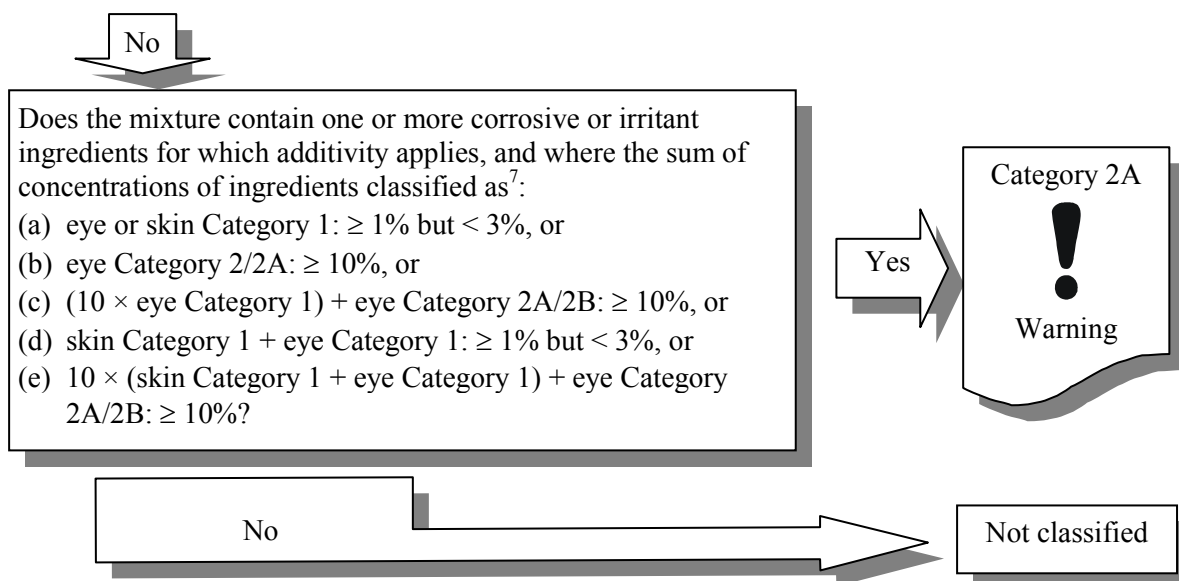 No
Does the mixture contain one or more corrosive or irritant
ingredients for which additivity applies, and where the sum of
concentrations of ingredients classified as⁷:
(a) eye or skin Category 1: ≥ 1% but < 3%, or
(b) eye Category 2/2A: ≥ 10%, or
(c) (10 × eye Category 1) + eye Category 2A/2B: ≥ 10%, or
(d) skin Category 1 + eye Category 1: ≥ 1% but < 3%, or
(e) 10 × (skin Category 1 + eye Category 1) + eye Category
2A/2B: ≥ 10%?
Yes
Category 2A
!
Warning
No
Not classified